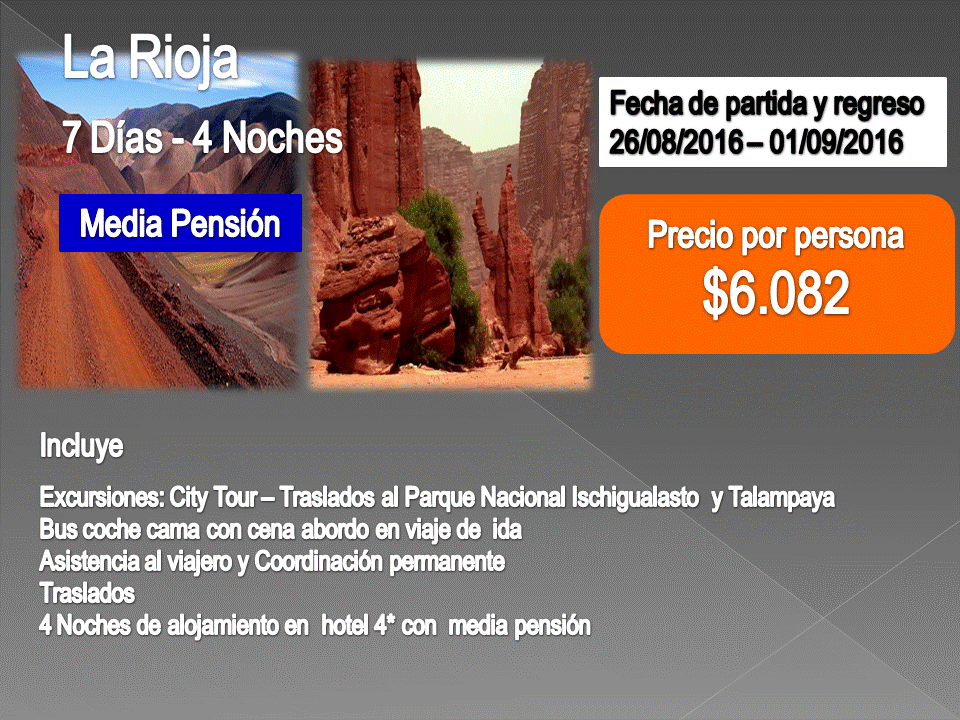 La Rioja
7 Días - 4 Noches
Media Pensión
Fecha de partida y regreso
26/08/2016 – 01/09/2016
Precio por persona
$6.082
Incluye
Excursiones: City Tour – Traslados al Parque Nacional Ischigualasto y Talampaya
Bus coche cama con cena abordo en viaje de ida
Asistencia al viajero y Coordinación permanente
Traslados
4 Noches de alojamiento en hotel 4* con media pensión